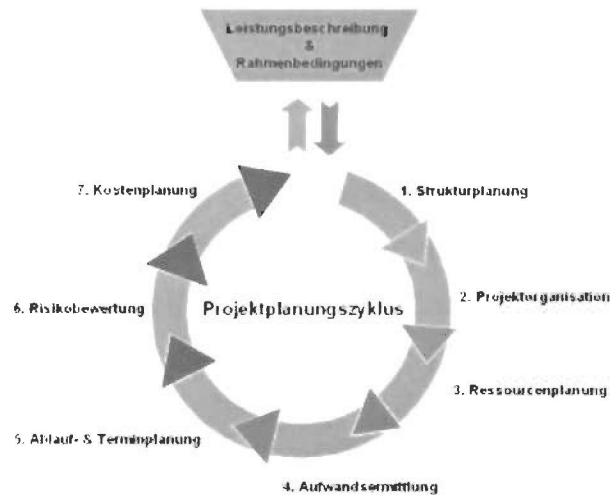 Leistungsbeschreibung
&
Rahmenbedingungen
7. Kostenplanung
1. Strukturplanung
6. Risikobewertung
Projektplanungszyklus
2. Projektorganisation
3. Ressourcenplanung
5. Ablauf- & Terminplanung
4. Aufwandsermittlung